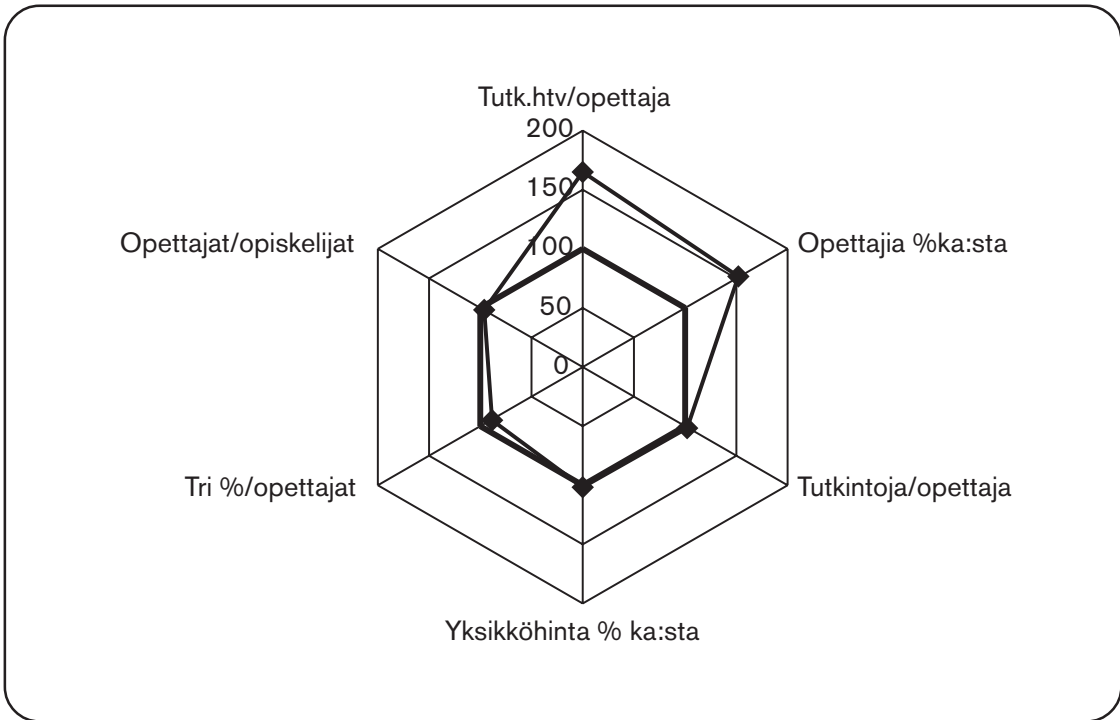 Tutk.htv/opettaja
200
150
Opettajat/opiskelijat
100
Opettajia %ka:sta
50
0
Tri %/opettajat
Tutkintoja/opettaja
Yksikköhinta % ka:sta